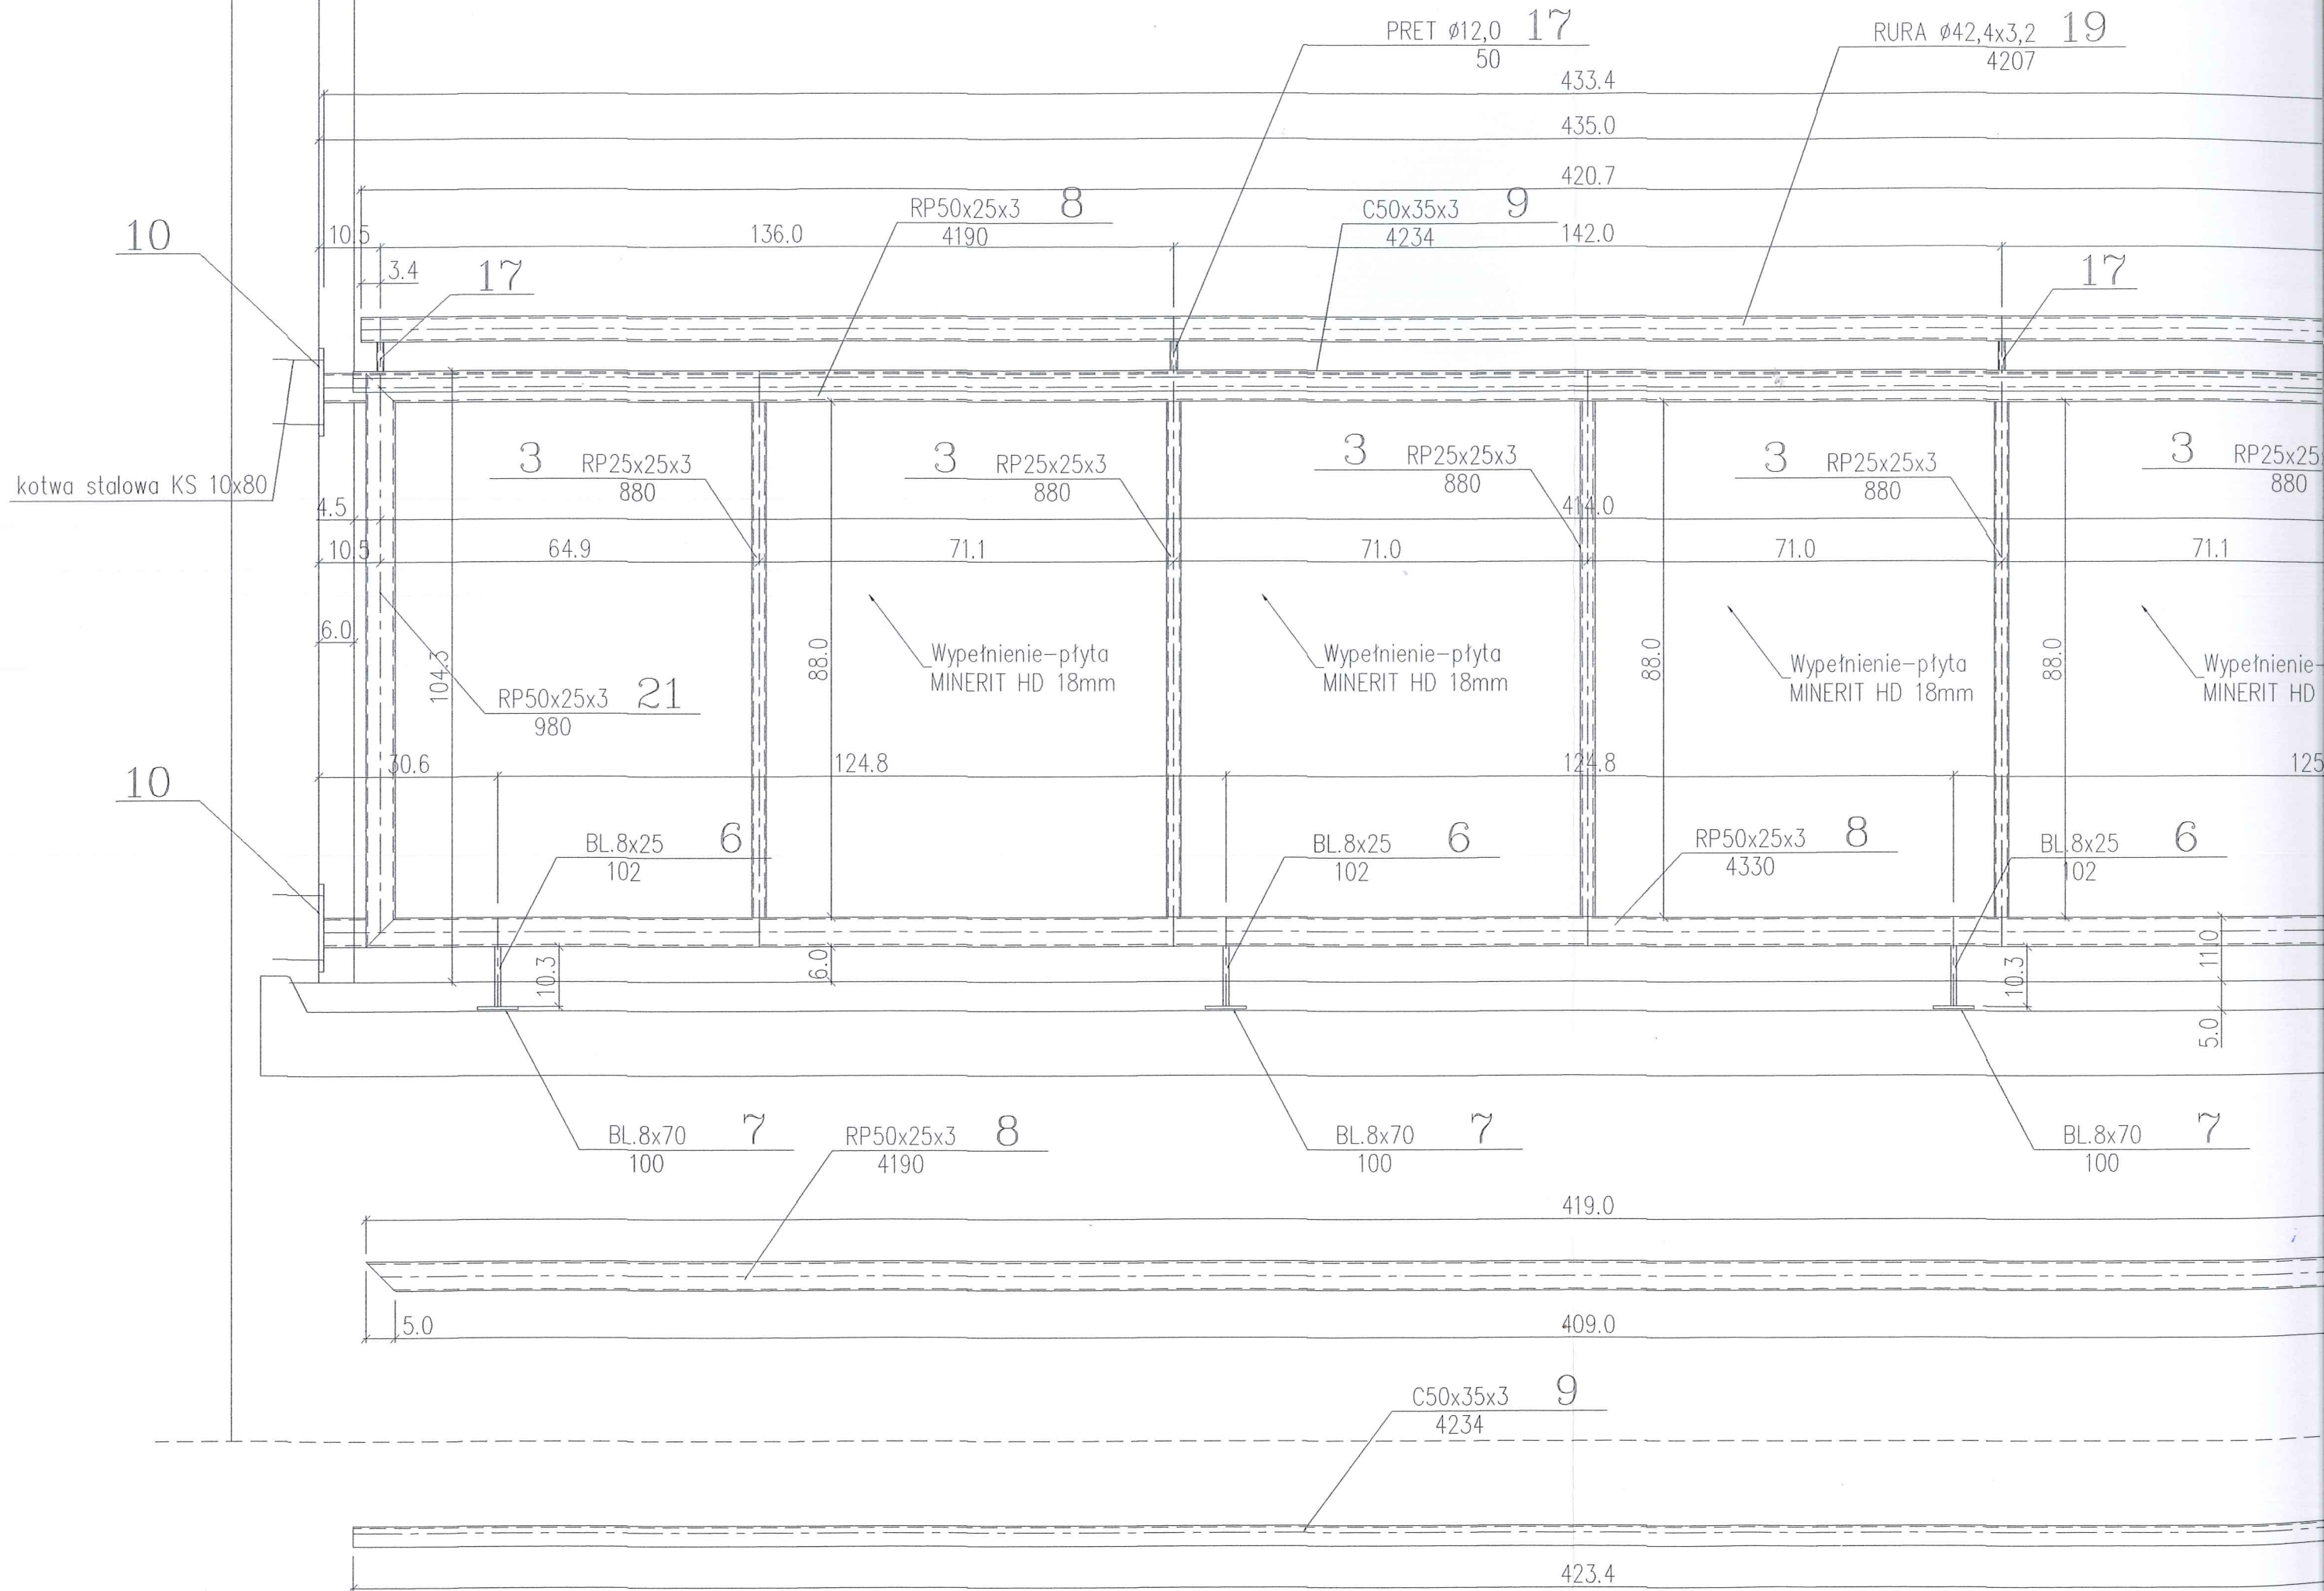 PRET Ø12,0 17
50
RURA Ø42,4x3,2 19
4207
433.4
435.0
420.7
RP50x25x3 8
4190
C50x35x3 9
4234
10
10.5
136.0
142.0
3.4
17
17
kotwa stalowa KS 10x80
3 RP25x25x3
880
3 RP25x25x3
880
3 RP25x25x3
880
3 RP25x25x3
880
3 RP25x25
880
4.5
414.0
10.5
64.9
71.1
71.0
71.0
71.1
6.0
104.3
88.0
88.0
88.0
Wypełnienie-płyta
MINERIT HD 18mm
Wypełnienie-płyta
MINERIT HD 18mm
Wypełnienie-płyta
MINERIT HD 18mm
Wypełnienie-
MINERIT HD
RP50x25x3 21
980
30.6
124.8
124.8
125
10
BL.8x25 6
102
BL.8x25 6
102
RP50x25x3 8
4330
BL.8x25 6
102
10.3
6.0
10.3
11.0
5.0
BL.8x70 7
100
RP50x25x3 8
4190
BL.8x70 7
100
BL.8x70 7
100
419.0
5.0
409.0
C50x35x3 9
4234
423.4